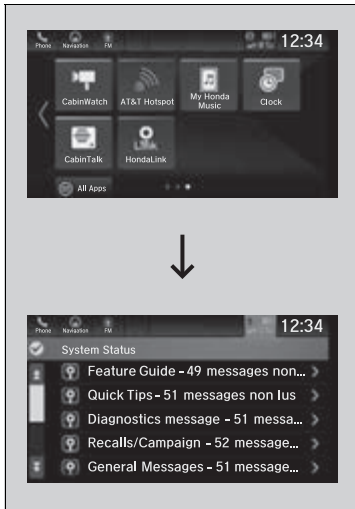 Phone Navigation FM 12:34
CabinWatch AT&T Hotspot My Honda Music Clock
CabinTalk HondaLink
All Apps
Phone Navigation FM 12:34
System Status
Feature Guide – 49 messages non...
Quick Tips – 51 messages non lus
Diagnostics message – 51 messa...
Recalls/Campaign – 52 message...
General Messages – 51 message...